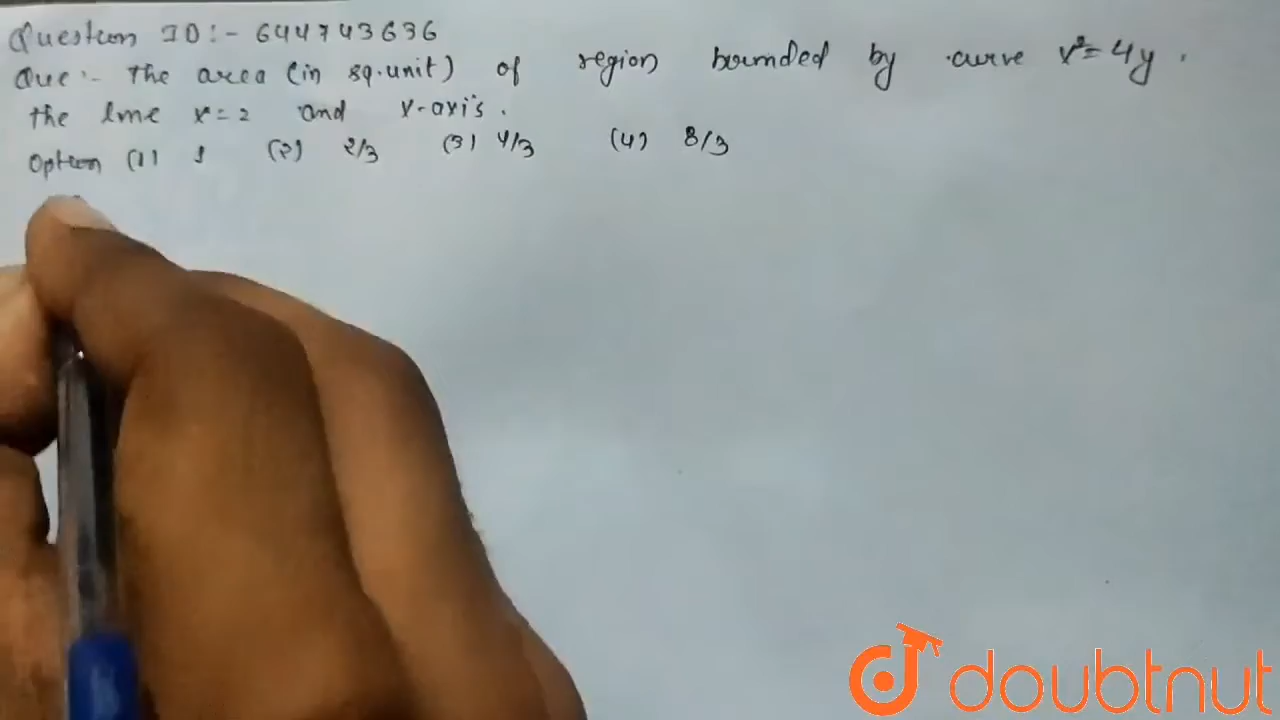 Question ID :- 644743636
Que :- The area (in sq.unit) of region bounded by curve x² = 4y .
the line x = 2 and x-axis .
Option (1) 1 (2) 2/3 (3) 4/3 (4) 8/3
doubtnut